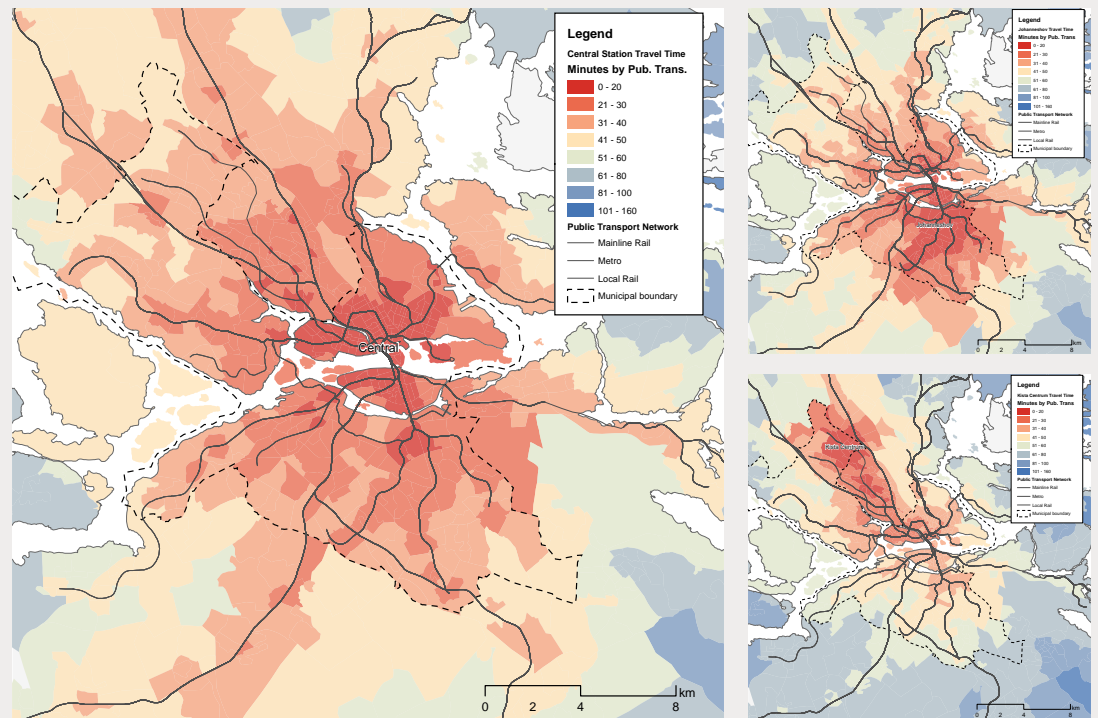 Legend
Central Station Travel Time
Minutes by Pub. Trans.
0 - 20
21 - 30
31 - 40
41 - 50
51 - 60
61 - 80
81 - 100
101 - 160
Public Transport Network
Mainline Rail
Metro
Local Rail
Municipal boundary
Central
0 2 4 8 km
Legend
Travel Time
Minutes by Pub. Trans
0 - 20
21 - 30
31 - 40
41 - 50
51 - 60
61 - 80
81 - 100
101 - 160
Public Transport Network
Mainline Rail
Metro
Local Rail
Municipal boundary
0 2 4 8 km
Legend
Kista Centrum Travel Time
Minutes by Pub. Trans
0 - 20
21 - 30
31 - 40
41 - 50
51 - 60
61 - 80
81 - 100
101 - 160
Public Transport Network
Mainline Rail
Metro
Local Rail
Municipal boundary
Kista Centrum
0 2 4 8 km